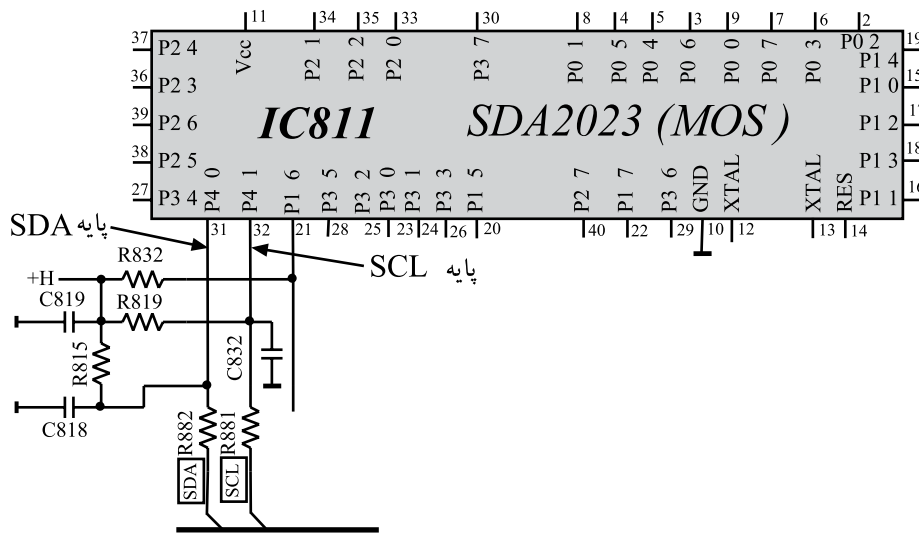 11 34 35 33 30 8 4 5 3 9 7 6 2
37 P2 4 Vcc P2 1 P2 2 P2 0 P3 7 P0 1 P0 5 P0 4 P0 6 P0 0 P0 7 P0 3 P0 2 19
P1 4
36 P2 3 P1 0 15
39 P2 6 IC811 SDA2023 (MOS ) P1 2 17
38 P2 5 P1 3 18
27 P3 4 P4 0 P4 1 P1 6 P3 5 P3 2 P3 0 P3 1 P3 3 P1 5 P2 7 P1 7 P3 6 GND XTAL XTAL RES P1 1 16
31 32 21 28 25 23 24 26 20 40 22 29 10 12 13 14
پایه SDA
پایه SCL
R832
+H
C819 R819
R815 C832
C818
R882 R881
SDA SCL